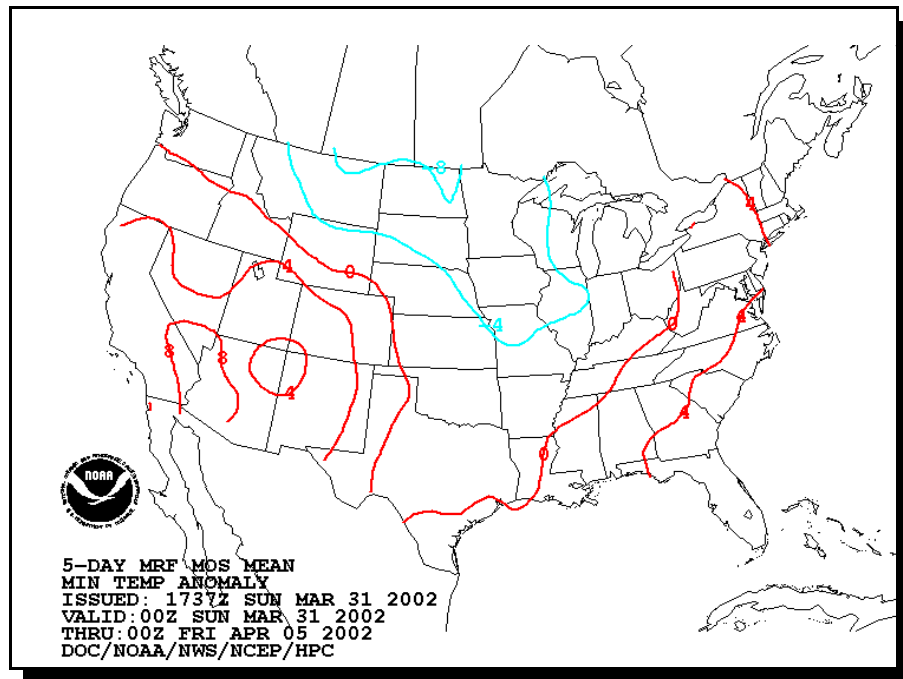 -8
4
4
0
-4
0
4
8
8
4
4
0
NOAA
5-DAY MRF MOS MEAN
MIN TEMP ANOMALY
ISSUED: 1737Z SUN MAR 31 2002
VALID:00Z SUN MAR 31 2002
THRU:00Z FRI APR 05 2002
DOC/NOAA/NWS/NCEP/HPC